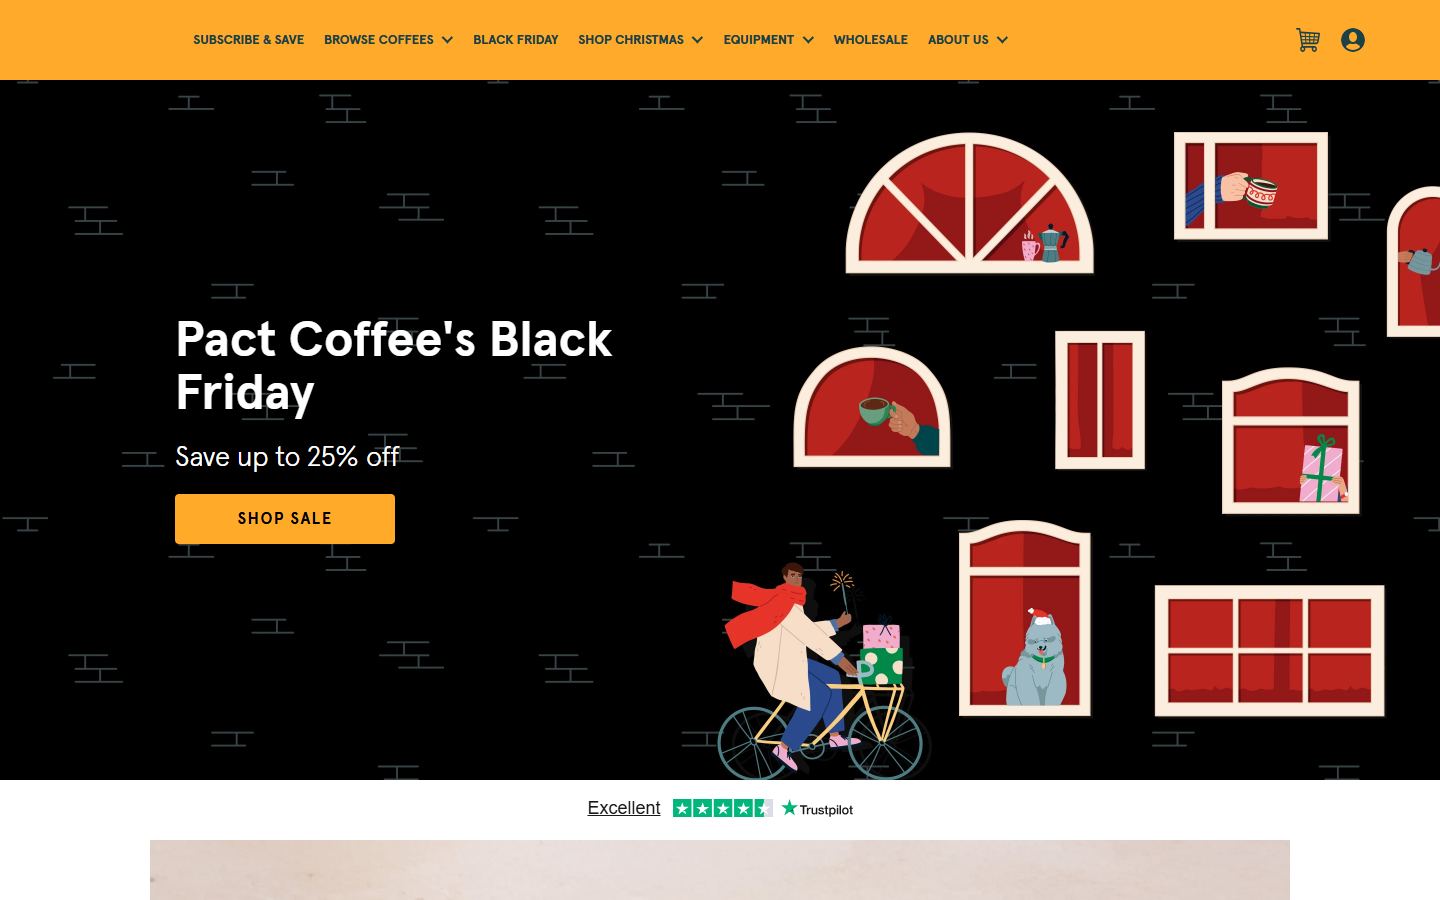 SUBSCRIBE & SAVE BROWSE COFFEES BLACK FRIDAY SHOP CHRISTMAS EQUIPMENT WHOLESALE ABOUT US
Pact Coffee's Black
Friday
Save up to 25% off
SHOP SALE
Excellent Trustpilot